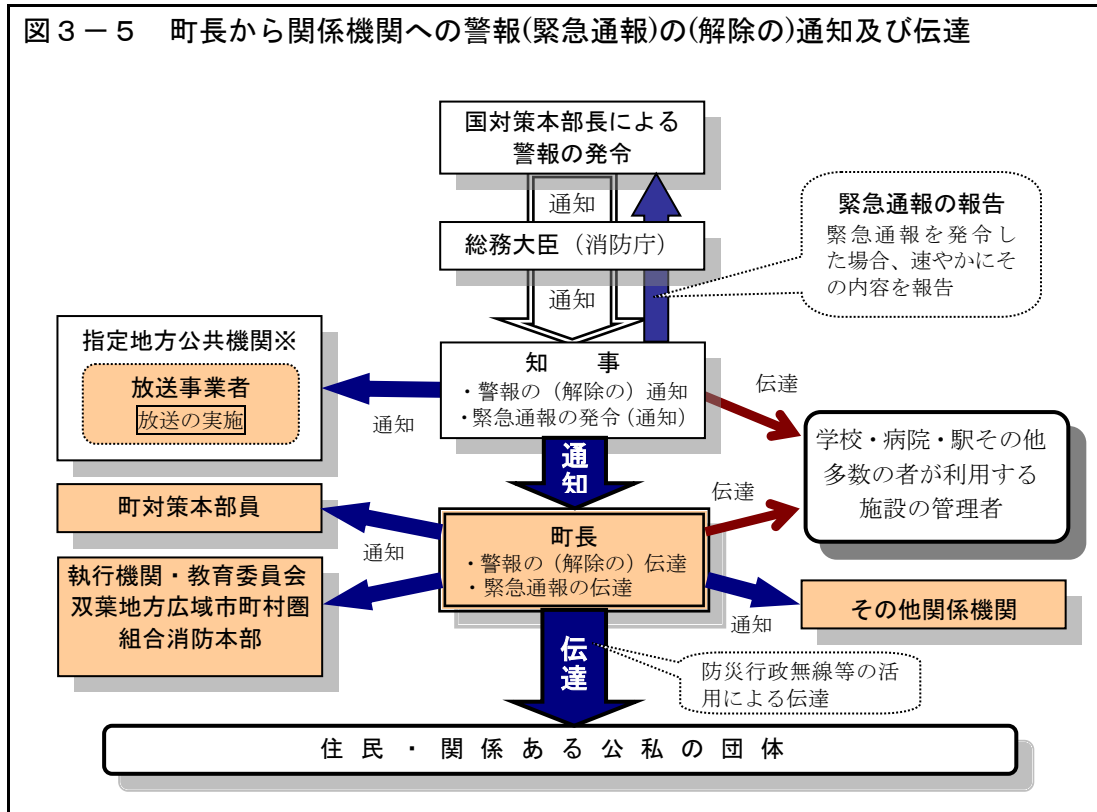 図３－５　町長から関係機関への警報(緊急通報)の(解除の)通知及び伝達
国対策本部長による
警報の発令
通知
総務大臣（消防庁）
通知
緊急通報の報告
緊急通報を発令し
た場合、速やかにそ
の内容を報告
指定地方公共機関※
放送事業者
放送の実施
通知
知　事
・警報の（解除の）通知
・緊急通報の発令（通知）
伝達
学校・病院・駅その他
多数の者が利用する
施設の管理者
通知
伝達
町対策本部員
通知
執行機関・教育委員会
双葉地方広域市町村圏
組合消防本部
町長
・警報の（解除の）伝達
・緊急通報の伝達
通知
その他関係機関
伝達
防災行政無線等の活
用による伝達
住民・関係ある公私の団体